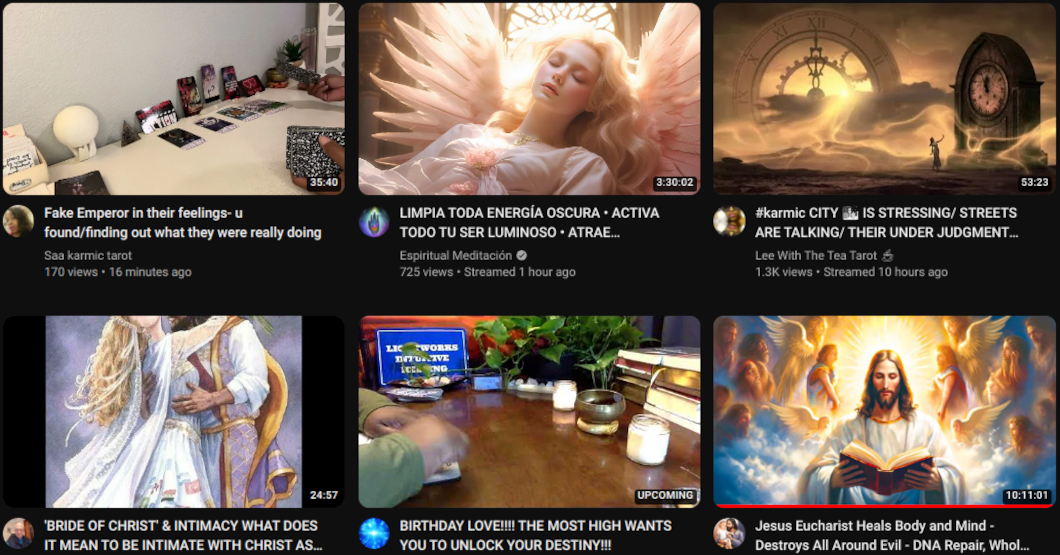 35:40
3:30:02
53:23
Fake Emperor in their feelings- u
found/finding out what they were really doing
Saa karmic tarot
170 views • 16 minutes ago
LIMPIA TODA ENERGÍA OSCURA • ACTIVA
TODO TU SER LUMINOSO • ATRAE...
Espiritual Meditación
725 views • Streamed 1 hour ago
#karmic CITY 🏙 IS STRESSING/ STREETS
ARE TALKING/ THEIR UNDER JUDGMENT...
Lee With The Tea Tarot
1.3K views • Streamed 10 hours ago
24:57
UPCOMING
10:11:01
'BRIDE OF CHRIST' & INTIMACY WHAT DOES
IT MEAN TO BE INTIMATE WITH CHRIST AS...
BIRTHDAY LOVE!!!! THE MOST HIGH WANTS
YOU TO UNLOCK YOUR DESTINY!!!
Jesus Eucharist Heals Body and Mind -
Destroys All Around Evil - DNA Repair, Whol...